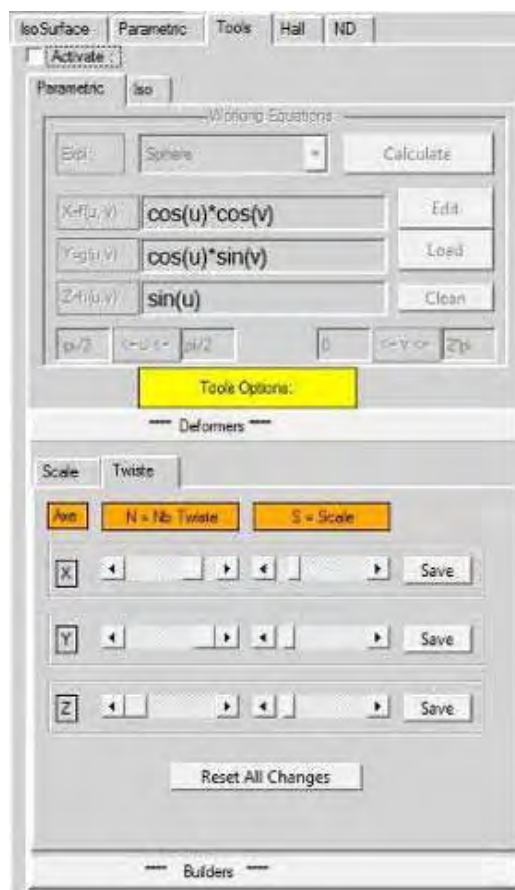 IsoSurface Parametric Tools Hall ND
Activate :
Parametric Iso
Working Equations:
Expl: Sphere Calculate
X=f(u,v) cos(u)*cos(v) Edit
Y=g(u,v) cos(u)*sin(v) Load
Z=h(u,v) sin(u) Clean
pi/2 <= u <= pi/2 0 <= v <= 2*pi
Tools Options:
---- Deformers ----
Scale Twiste
Axe N = Nb Twiste S = Scale
X Save
Y Save
Z Save
Reset All Changes
---- Builders ----